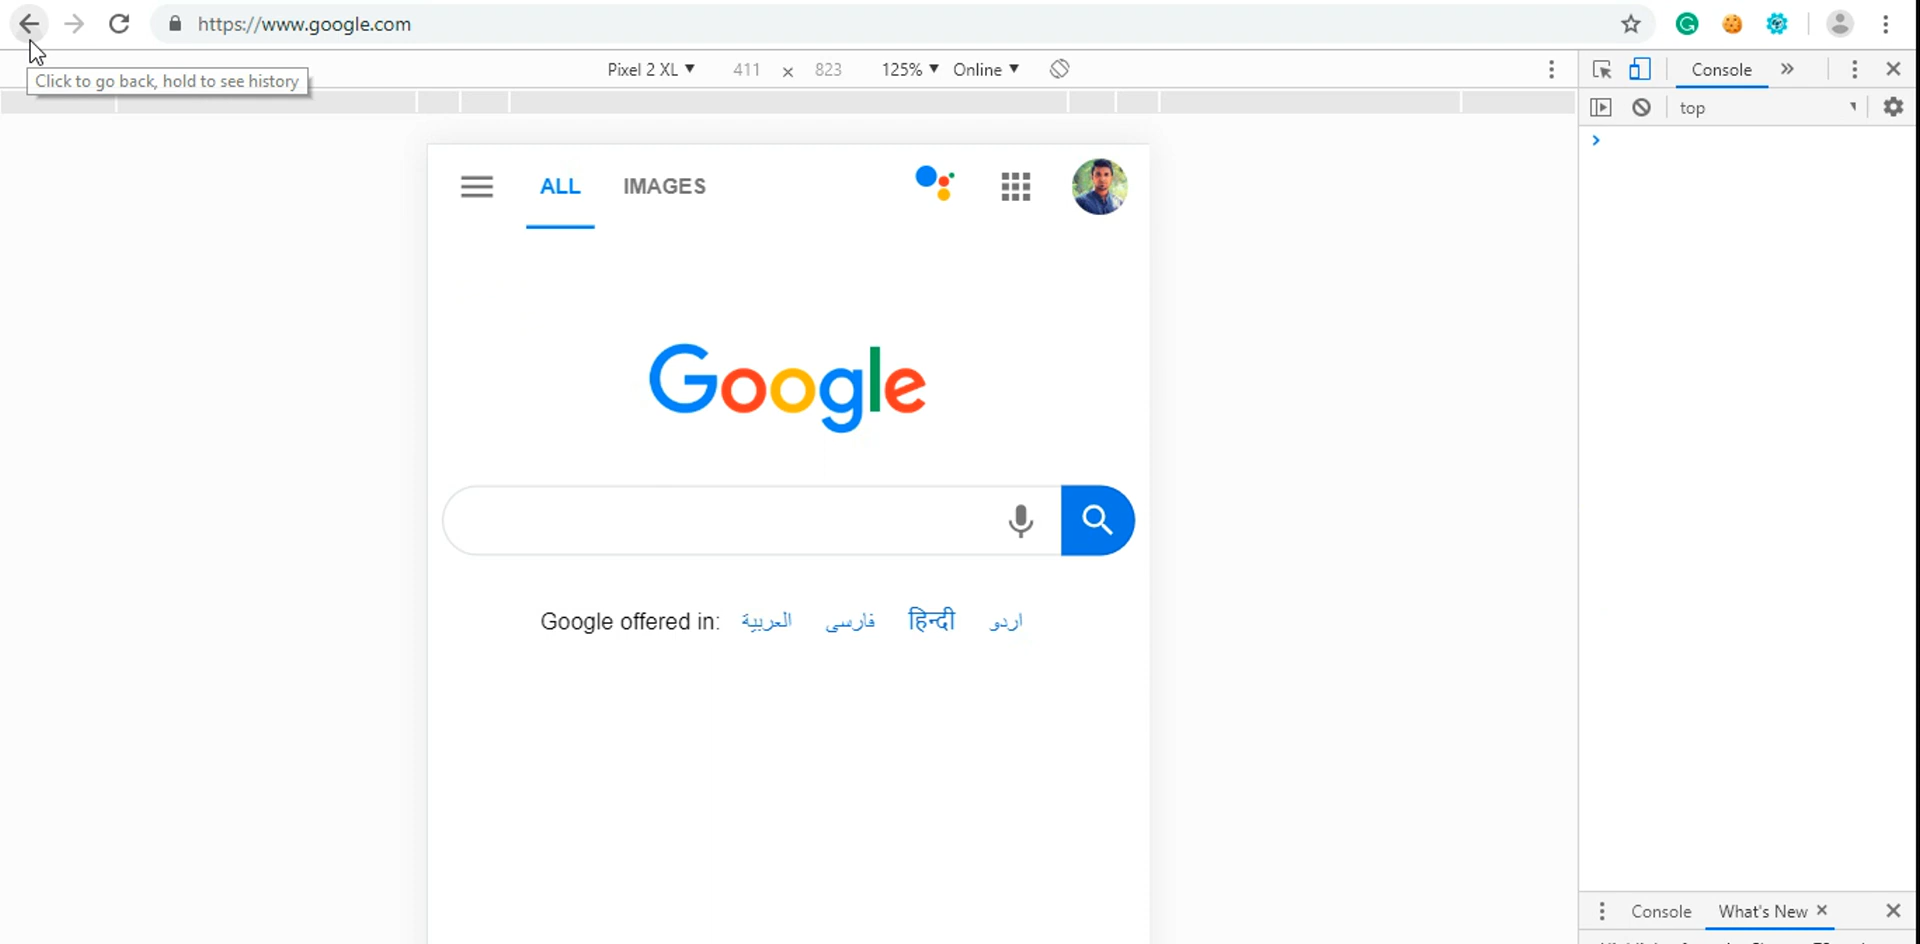 https://www.google.com
Click to go back, hold to see history
Pixel 2 XL 411 x 823 125% Online
Console
top
ALL IMAGES
Google
Google offered in: العربية فارسی हिन्दी اردو
Console What's New